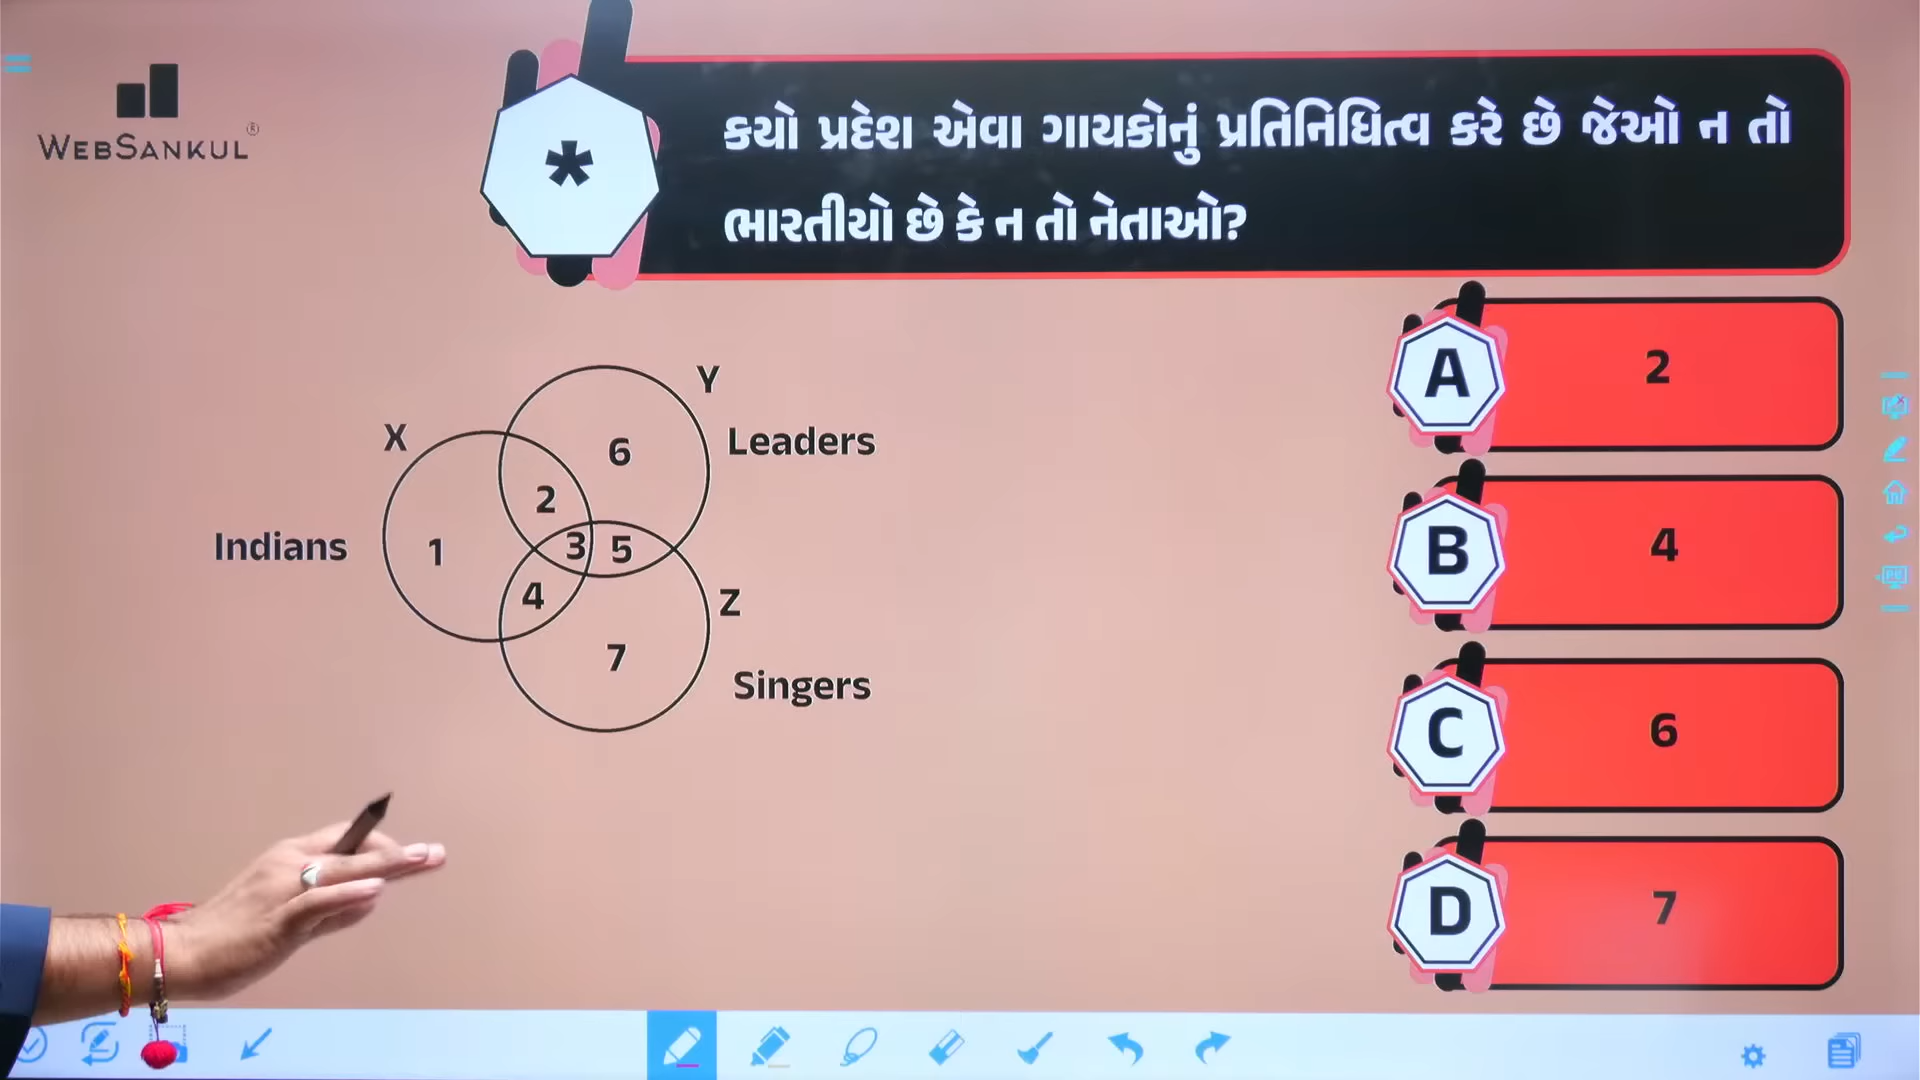 WEBSANKUL®
*
કયો પ્રદેશ એવા ગાયકોનું પ્રતિનિધિત્વ કરે છે જેઓ ન તો
ભારતીયો છે કે ન તો નેતાઓ?
X
Y
Indians
Leaders
Z
Singers
1
2
3
4
5
6
7
A
2
B
4
C
6
D
7